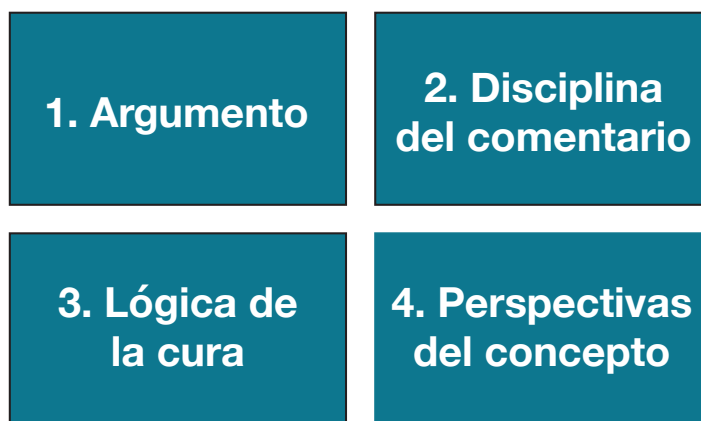 1. Argumento
2. Disciplina
del comentario
3. Lógica de
la cura
4. Perspectivas
del concepto